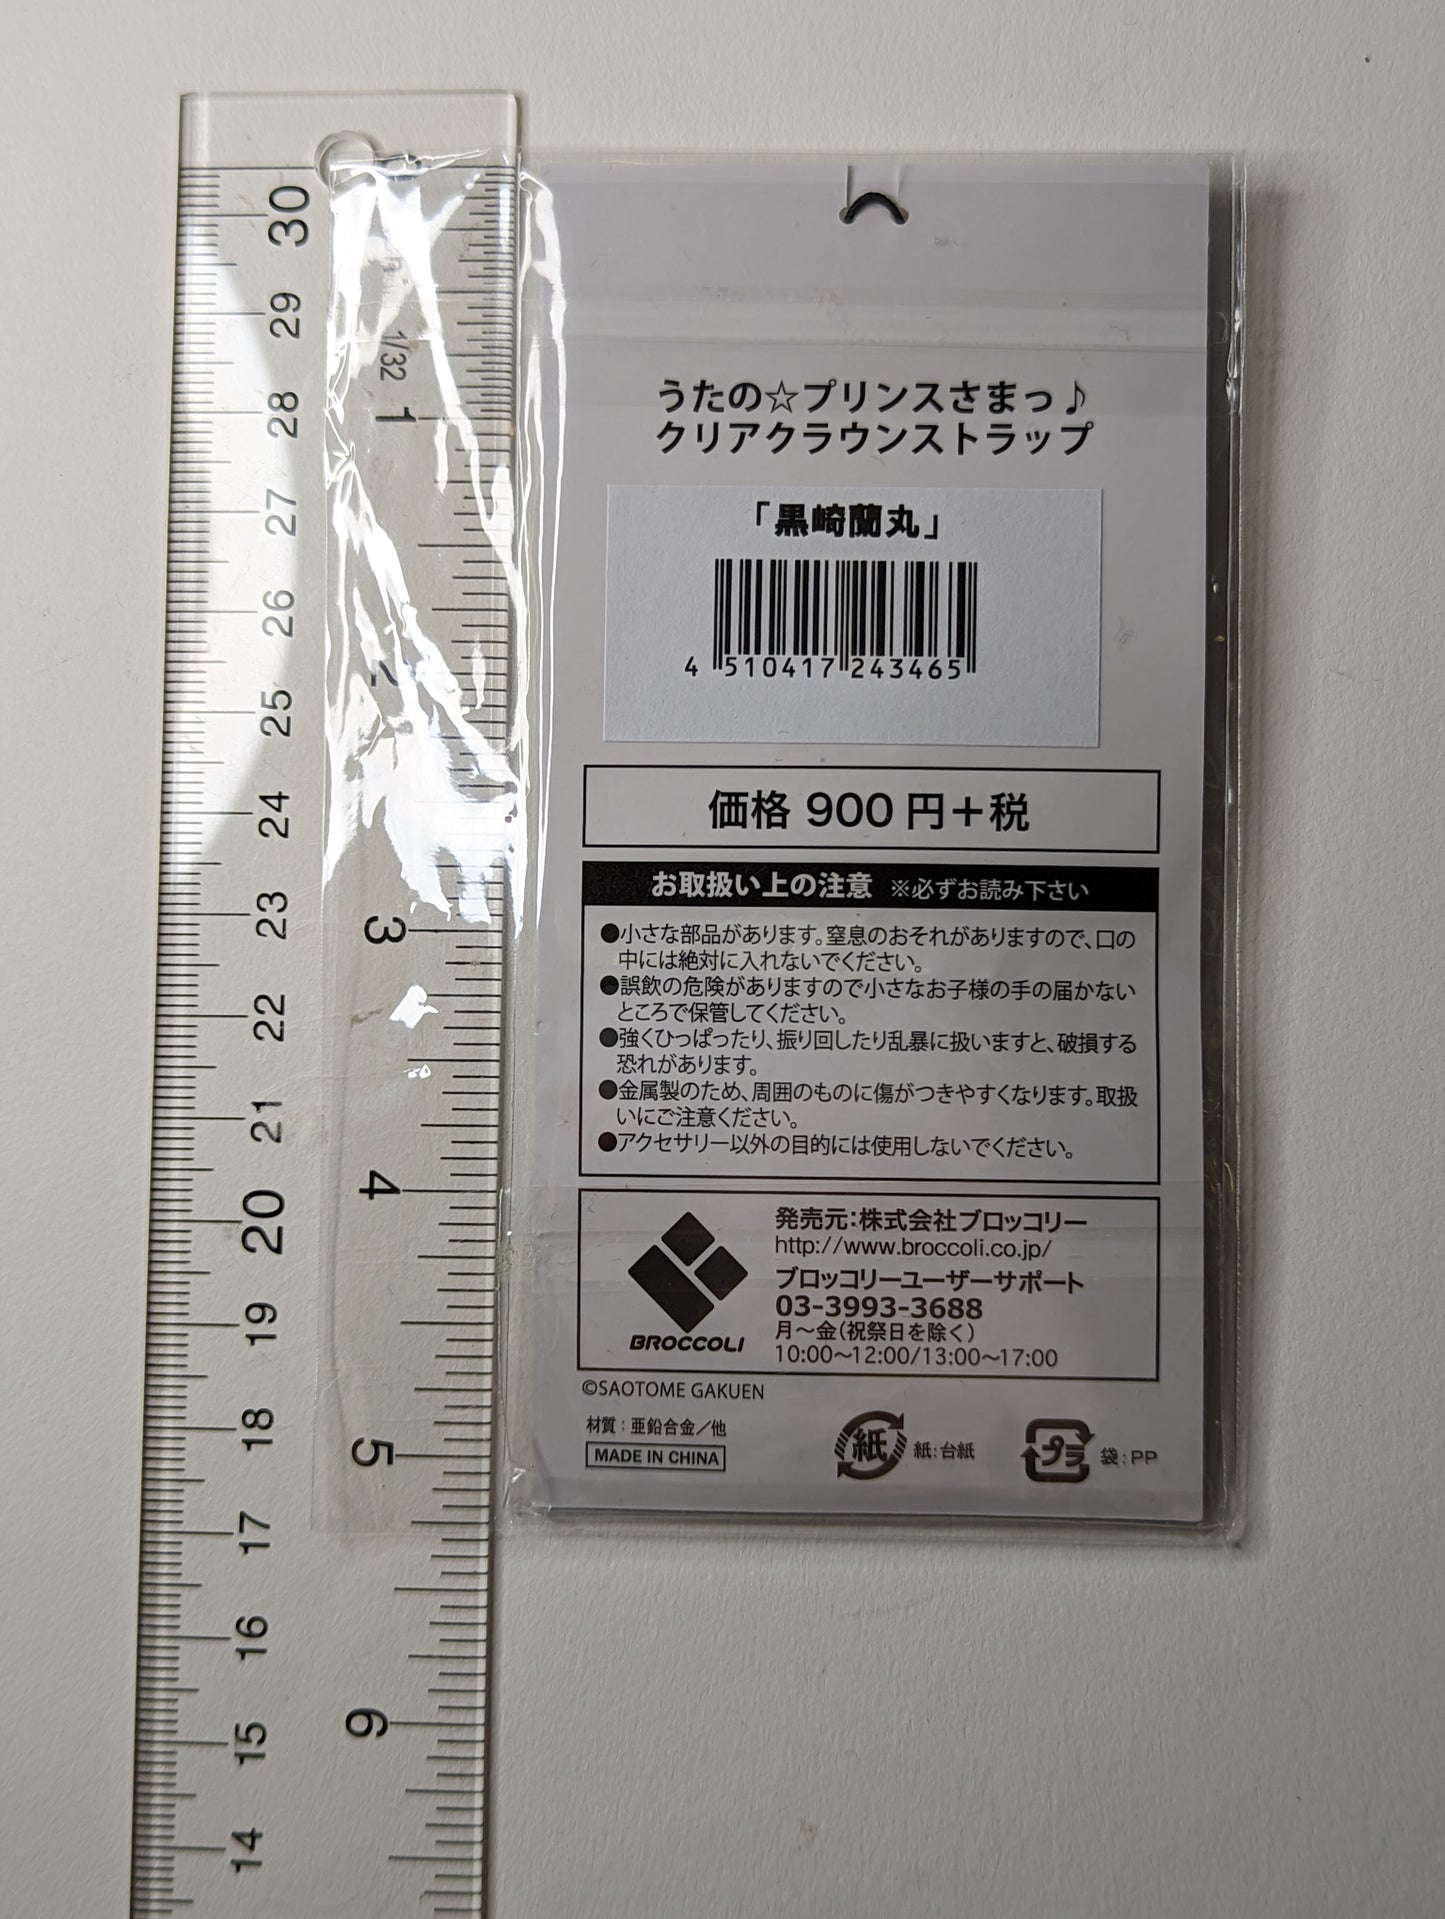 うたの☆プリンスさまっ♪
クリアクラウンストラップ
「黒崎蘭丸」
4 510417 243465
価格 900 円＋税
お取扱い上の注意 ※必ずお読み下さい
●小さな部品があります。窒息のおそれがありますので、口の
中には絶対に入れないでください。
●誤飲の危険がありますので小さなお子様の手の届かない
ところで保管してください。
●強くひっぱったり、振り回したり乱暴に扱いますと、破損する
恐れがあります。
●金属製のため、周囲のものに傷がつきやすくなります。取扱
いにご注意ください。
●アクセサリー以外の目的には使用しないでください。
発売元：株式会社ブロッコリー
http://www.broccoli.co.jp/
ブロッコリーユーザーサポート
03-3993-3688
月〜金（祝祭日を除く）
10:00〜12:00/13:00〜17:00
BROCCOLI
©SAOTOME GAKUEN
材質：亜鉛合金／他
MADE IN CHINA
紙 紙：台紙
プラ 袋：PP
30
29
28
27
26
25
24
23
22
21
20
19
18
17
16
15
14
1/32
1
2
3
4
5
6